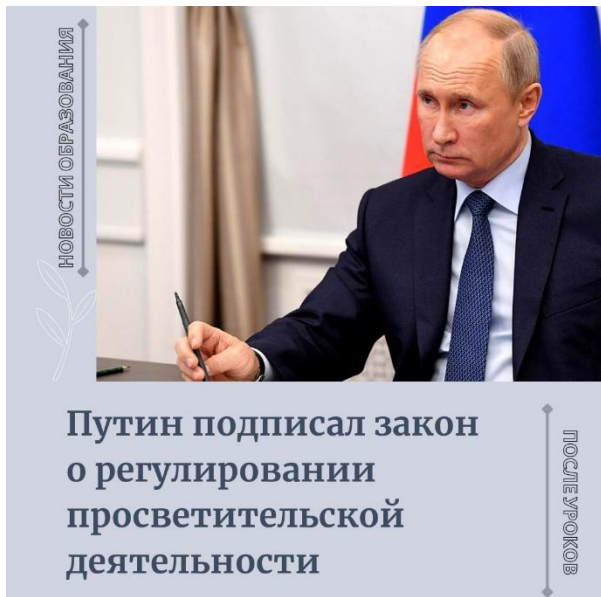 НОВОСТИ ОБРАЗОВАНИЯ
Путин подписал закон
о регулировании
просветительской
деятельности
ПОСЛЕ УРОКОВ